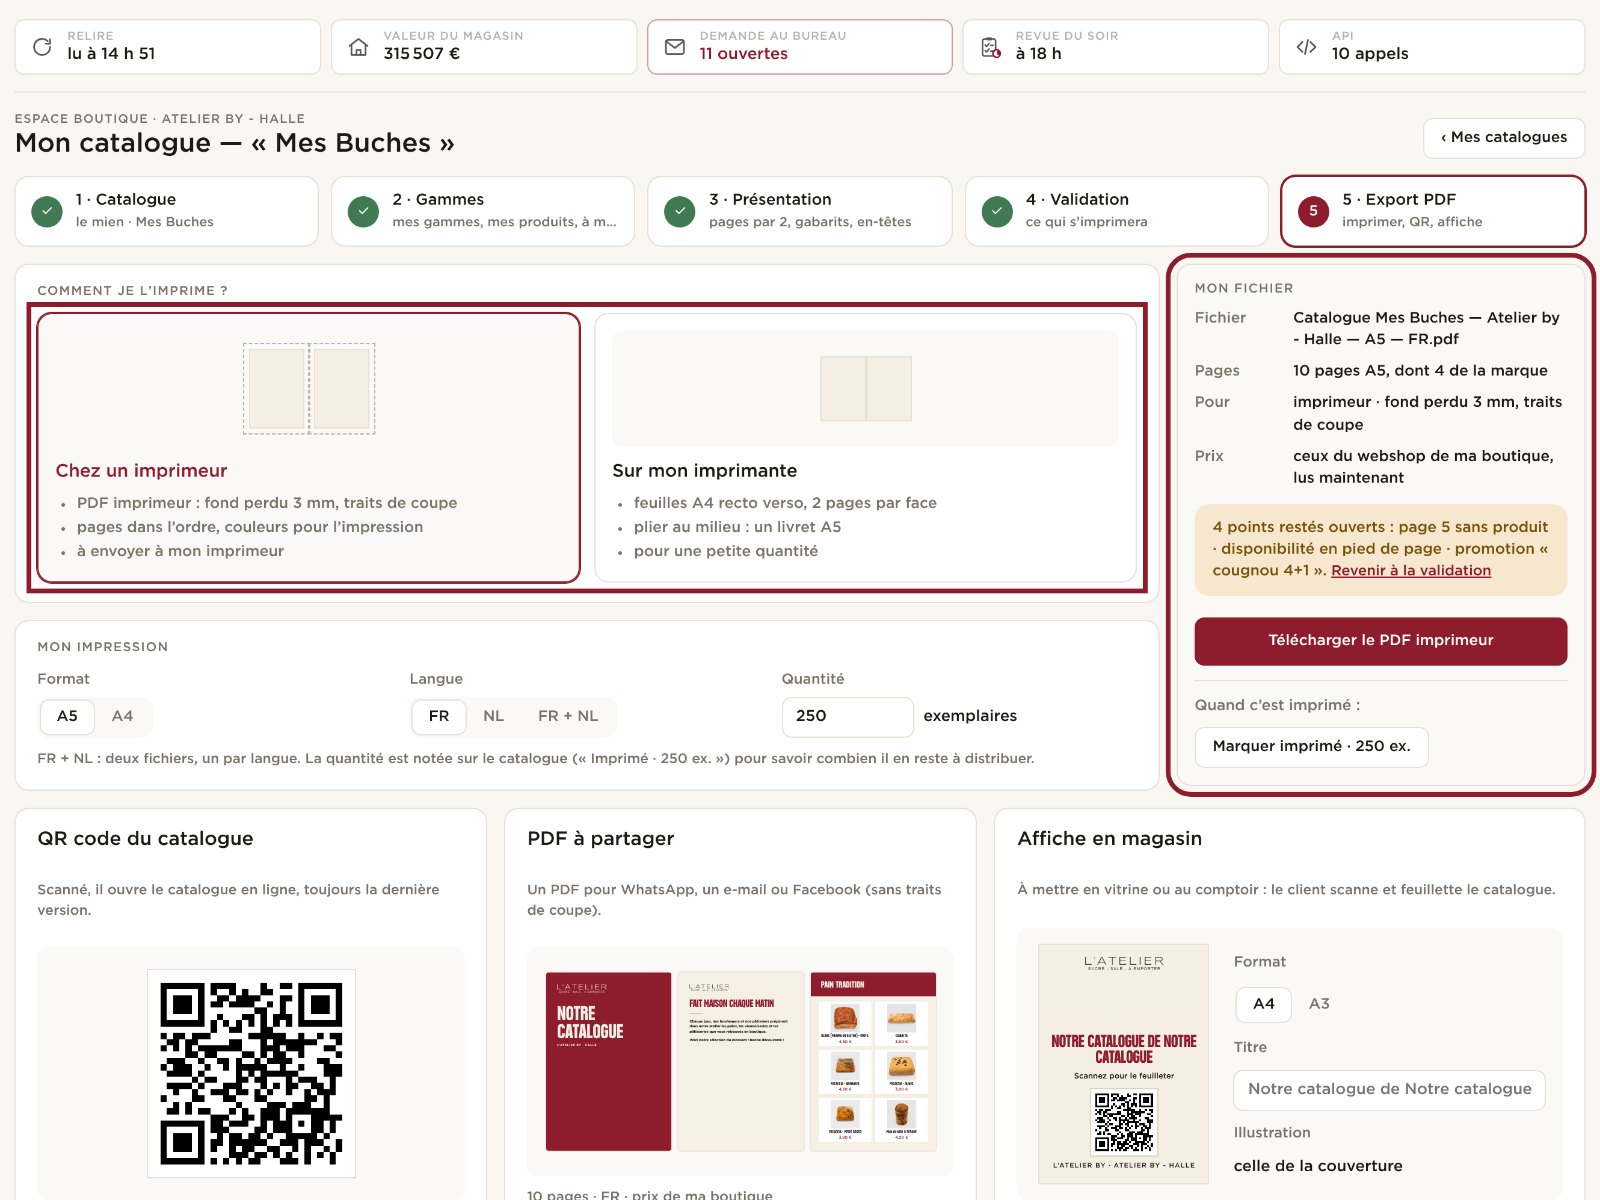 RELIRE
lu à 14 h 51
VALEUR DU MAGASIN
315 507 €
DEMANDE AU BUREAU
11 ouvertes
REVUE DU SOIR
à 18 h
API
10 appels
ESPACE BOUTIQUE · ATELIER BY - HALLE
Mon catalogue — « Mes Buches »
‹ Mes catalogues
1 · Catalogue
le mien · Mes Buches
2 · Gammes
mes gammes, mes produits, à m…
3 · Présentation
pages par 2, gabarits, en-têtes
4 · Validation
ce qui s’imprimera
5
5 · Export PDF
imprimer, QR, affiche
COMMENT JE L’IMPRIME ?
Chez un imprimeur
• PDF imprimeur : fond perdu 3 mm, traits de coupe
• pages dans l’ordre, couleurs pour l’impression
• à envoyer à mon imprimeur
Sur mon imprimante
• feuilles A4 recto verso, 2 pages par face
• plier au milieu : un livret A5
• pour une petite quantité
MON FICHIER
Fichier
Catalogue Mes Buches — Atelier by
- Halle — A5 — FR.pdf
Pages
10 pages A5, dont 4 de la marque
Pour
imprimeur · fond perdu 3 mm, traits
de coupe
Prix
ceux du webshop de ma boutique,
lus maintenant
4 points restés ouverts : page 5 sans produit
· disponibilité en pied de page · promotion «
cougnou 4+1 ». Revenir à la validation
Télécharger le PDF imprimeur
Quand c’est imprimé :
Marquer imprimé · 250 ex.
MON IMPRESSION
Format
A5 A4
Langue
FR NL FR + NL
Quantité
250 exemplaires
FR + NL : deux fichiers, un par langue. La quantité est notée sur le catalogue (« Imprimé · 250 ex. ») pour savoir combien il en reste à distribuer.
QR code du catalogue
Scanné, il ouvre le catalogue en ligne, toujours la dernière
version.
PDF à partager
Un PDF pour WhatsApp, un e-mail ou Facebook (sans traits
de coupe).
L’ATELIER
NOTRE
CATALOGUE
L’ATELIER BY · HALLE
L’ATELIER
FAIT MAISON CHAQUE MATIN
PAIN TRADITION
10 pages · FR · prix de ma boutique
Affiche en magasin
À mettre en vitrine ou au comptoir : le client scanne et feuillette le catalogue.
L’ATELIER
SUCRÉ · SALÉ · À EMPORTER
NOTRE CATALOGUE DE NOTRE
CATALOGUE
Scannez pour le feuilleter
L’ATELIER BY · ATELIER BY - HALLE
Format
A4 A3
Titre
Notre catalogue de Notre catalogue
Illustration
celle de la couverture